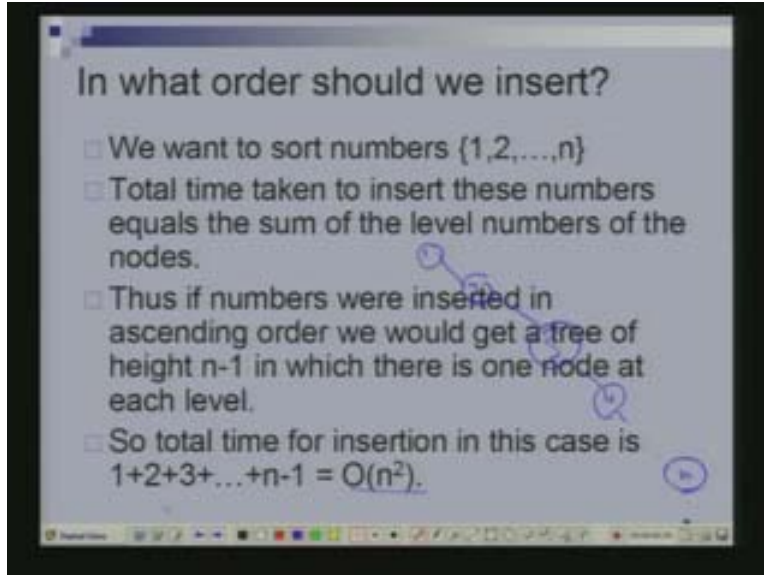 In what order should we insert?
We want to sort numbers {1,2,...,n}
Total time taken to insert these numbers
equals the sum of the level numbers of the
nodes.
Thus if numbers were inserted in
ascending order we would get a tree of
height n-1 in which there is one node at
each level.
So total time for insertion in this case is
1+2+3+...+n-1 = O(n²).